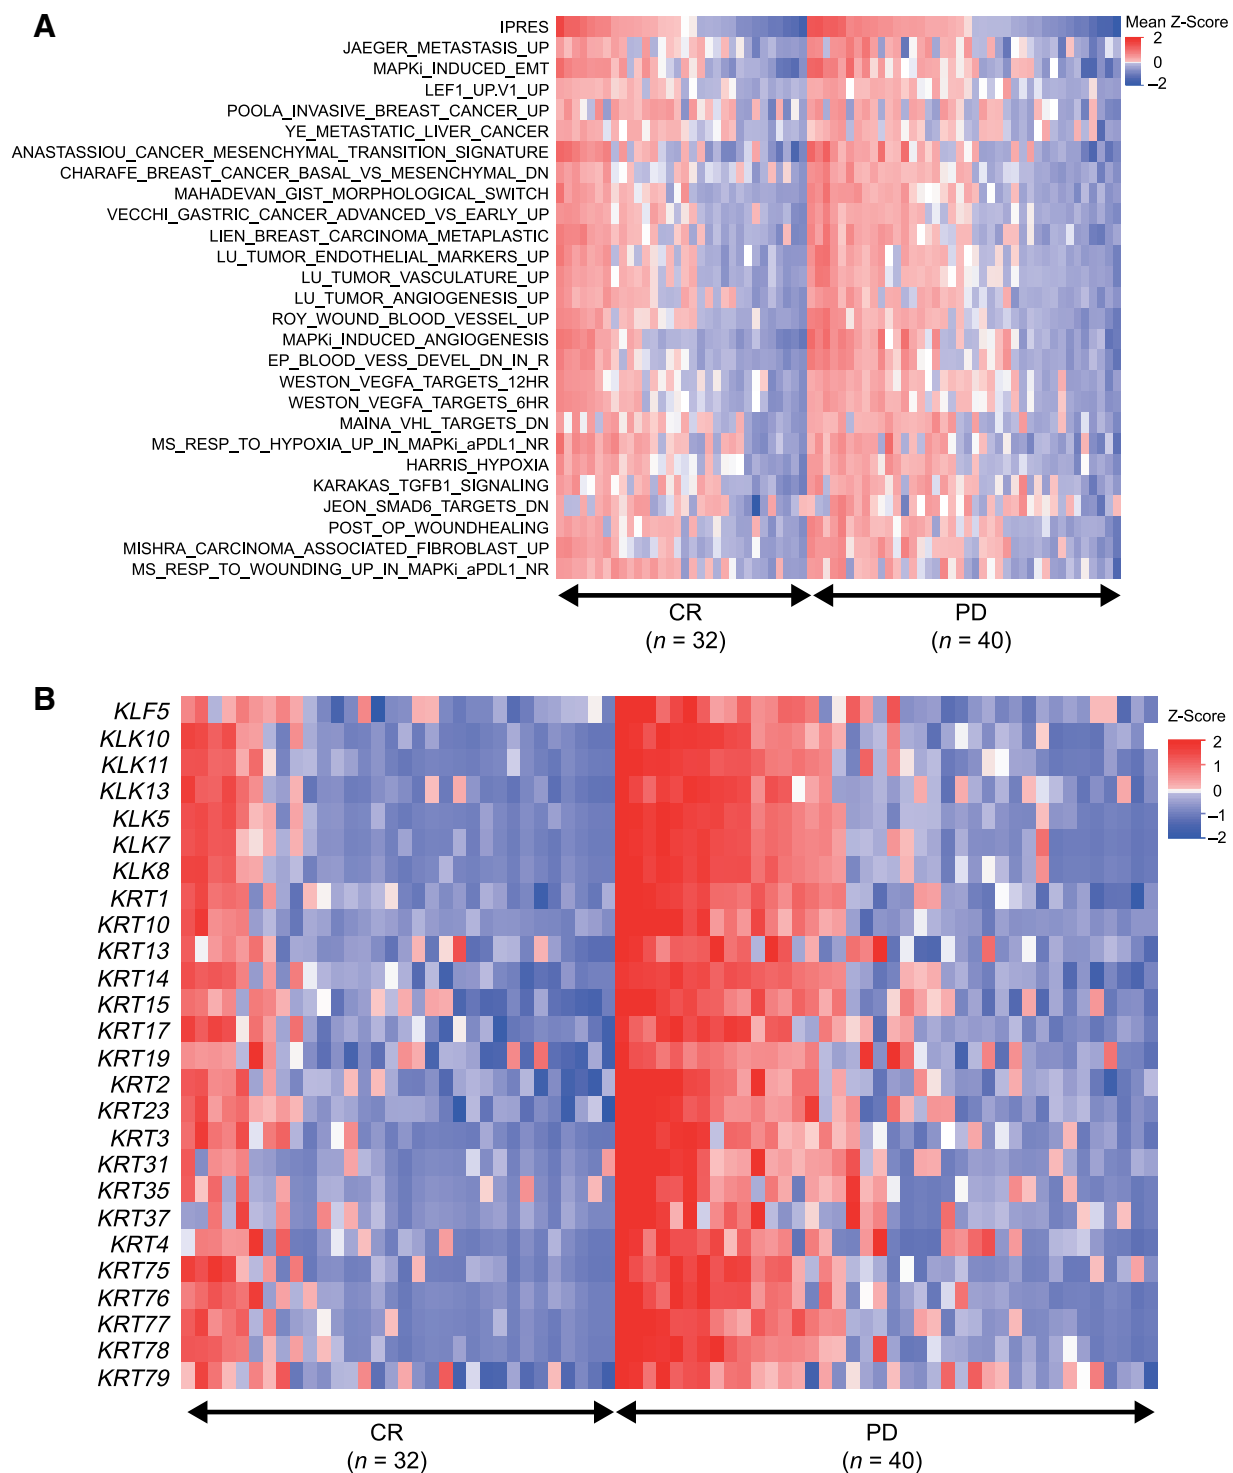 A
Mean Z-Score
2
0
–2
IPRES
JAEGER_METASTASIS_UP
MAPKi_INDUCED_EMT
LEF1_UP.V1_UP
POOLA_INVASIVE_BREAST_CANCER_UP
YE_METASTATIC_LIVER_CANCER
ANASTASSIOU_CANCER_MESENCHYMAL_TRANSITION_SIGNATURE
CHARAFE_BREAST_CANCER_BASAL_VS_MESENCHYMAL_DN
MAHADEVAN_GIST_MORPHOLOGICAL_SWITCH
VECCHI_GASTRIC_CANCER_ADVANCED_VS_EARLY_UP
LIEN_BREAST_CARCINOMA_METAPLASTIC
LU_TUMOR_ENDOTHELIAL_MARKERS_UP
LU_TUMOR_VASCULATURE_UP
LU_TUMOR_ANGIOGENESIS_UP
ROY_WOUND_BLOOD_VESSEL_UP
MAPKi_INDUCED_ANGIOGENESIS
EP_BLOOD_VESS_DEVEL_DN_IN_R
WESTON_VEGFA_TARGETS_12HR
WESTON_VEGFA_TARGETS_6HR
MAINA_VHL_TARGETS_DN
MS_RESP_TO_HYPOXIA_UP_IN_MAPKi_aPDL1_NR
HARRIS_HYPOXIA
KARAKAS_TGFB1_SIGNALING
JEON_SMAD6_TARGETS_DN
POST_OP_WOUNDHEALING
MISHRA_CARCINOMA_ASSOCIATED_FIBROBLAST_UP
MS_RESP_TO_WOUNDING_UP_IN_MAPKi_aPDL1_NR
CR PD
(n = 32) (n = 40)
B
Z-Score
2
1
0
–1
–2
KLF5
KLK10
KLK11
KLK13
KLK5
KLK7
KLK8
KRT1
KRT10
KRT13
KRT14
KRT15
KRT17
KRT19
KRT2
KRT23
KRT3
KRT31
KRT35
KRT37
KRT4
KRT75
KRT76
KRT77
KRT78
KRT79
CR PD
(n = 32) (n = 40)